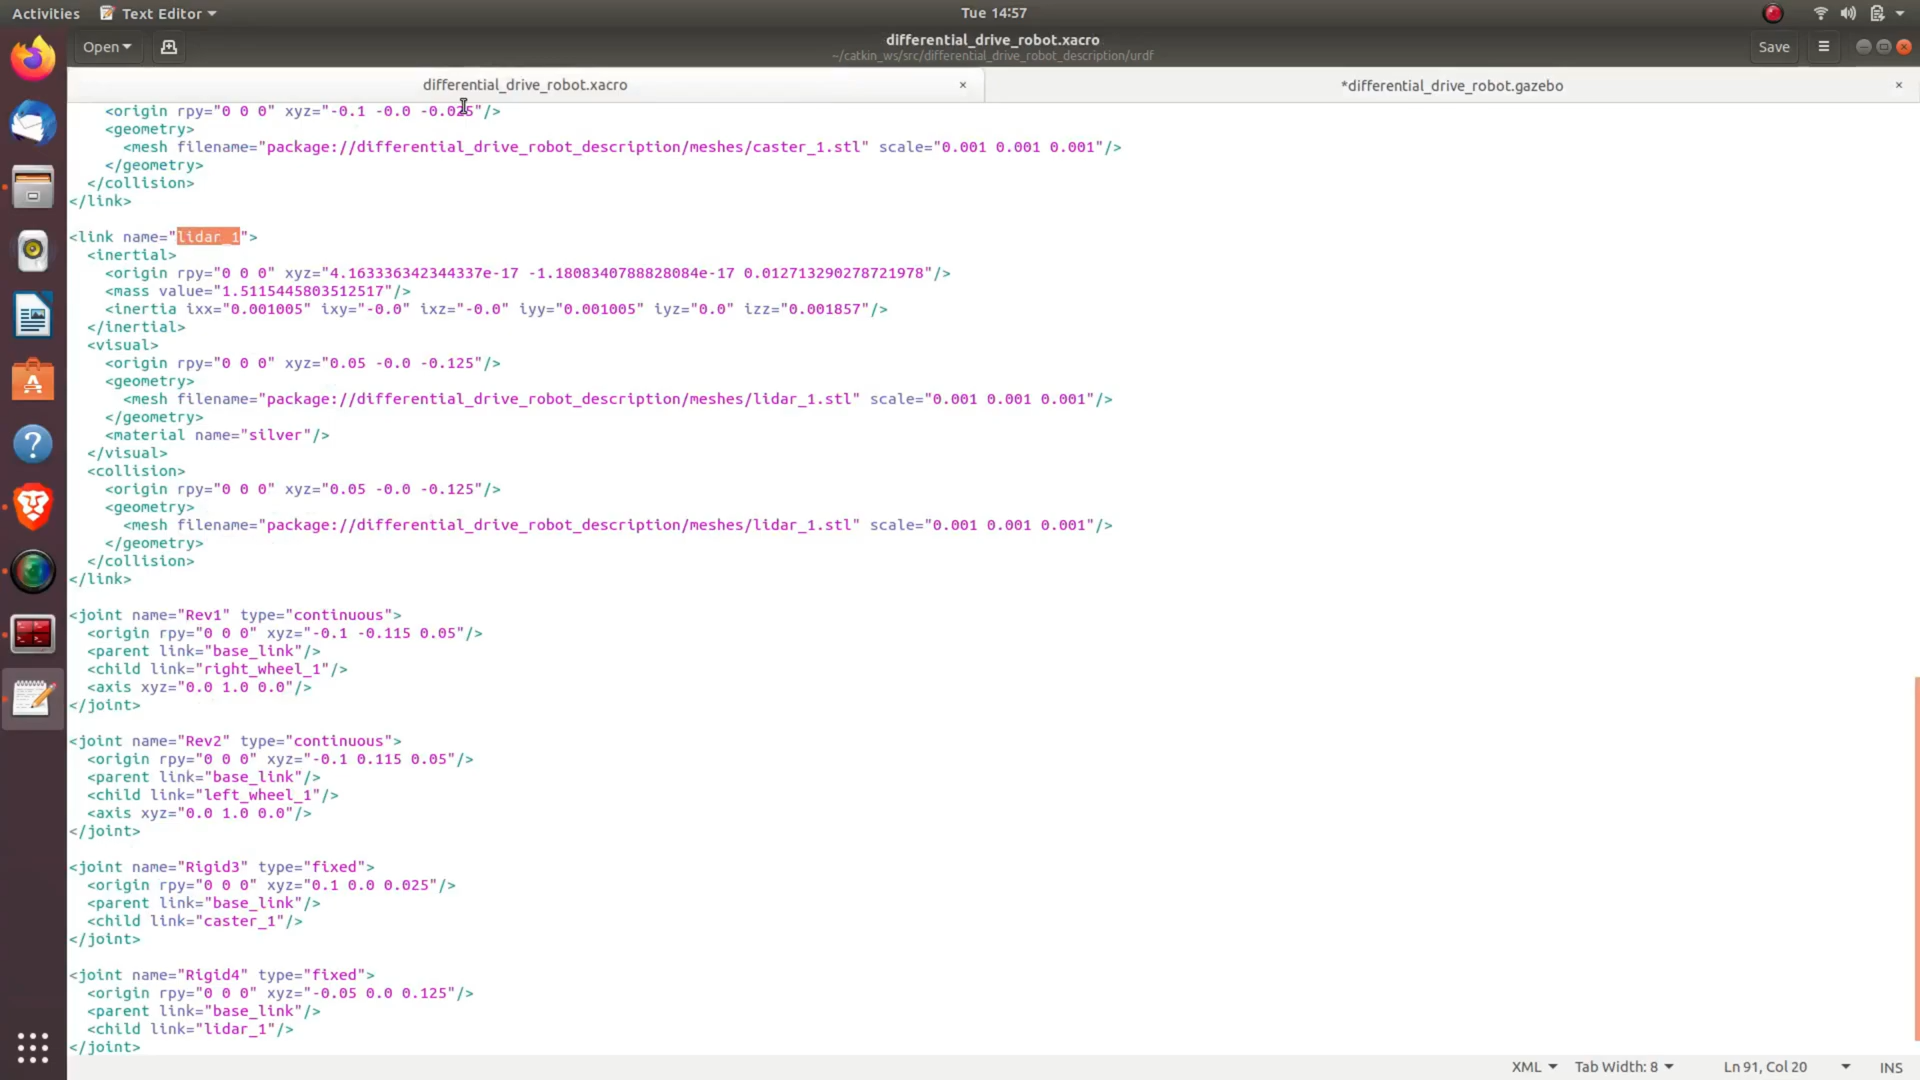 Activities
Text Editor
Tue 14:57
Open
differential_drive_robot.xacro
~/catkin_ws/src/differential_drive_robot_description/urdf
Save
differential_drive_robot.xacro ×
*differential_drive_robot.gazebo ×
<origin rpy="0 0 0" xyz="-0.1 -0.0 -0.025"/>
<geometry>
<mesh filename="package://differential_drive_robot_description/meshes/caster_1.stl" scale="0.001 0.001 0.001"/>
</geometry>
</collision>
</link>
<link name="lidar_1">
<inertial>
<origin rpy="0 0 0" xyz="4.163336342344337e-17 -1.1808340788828084e-17 0.012713290278721978"/>
<mass value="1.5115445803512517"/>
<inertia ixx="0.001005" ixy="-0.0" ixz="-0.0" iyy="0.001005" iyz="0.0" izz="0.001857"/>
</inertial>
<visual>
<origin rpy="0 0 0" xyz="0.05 -0.0 -0.125"/>
<geometry>
<mesh filename="package://differential_drive_robot_description/meshes/lidar_1.stl" scale="0.001 0.001 0.001"/>
</geometry>
<material name="silver"/>
</visual>
<collision>
<origin rpy="0 0 0" xyz="0.05 -0.0 -0.125"/>
<geometry>
<mesh filename="package://differential_drive_robot_description/meshes/lidar_1.stl" scale="0.001 0.001 0.001"/>
</geometry>
</collision>
</link>
<joint name="Rev1" type="continuous">
<origin rpy="0 0 0" xyz="-0.1 -0.115 0.05"/>
<parent link="base_link"/>
<child link="right_wheel_1"/>
<axis xyz="0.0 1.0 0.0"/>
</joint>
<joint name="Rev2" type="continuous">
<origin rpy="0 0 0" xyz="-0.1 0.115 0.05"/>
<parent link="base_link"/>
<child link="left_wheel_1"/>
<axis xyz="0.0 1.0 0.0"/>
</joint>
<joint name="Rigid3" type="fixed">
<origin rpy="0 0 0" xyz="0.1 0.0 0.025"/>
<parent link="base_link"/>
<child link="caster_1"/>
</joint>
<joint name="Rigid4" type="fixed">
<origin rpy="0 0 0" xyz="-0.05 0.0 0.125"/>
<parent link="base_link"/>
<child link="lidar_1"/>
</joint>
XML
Tab Width: 8
Ln 91, Col 20
INS